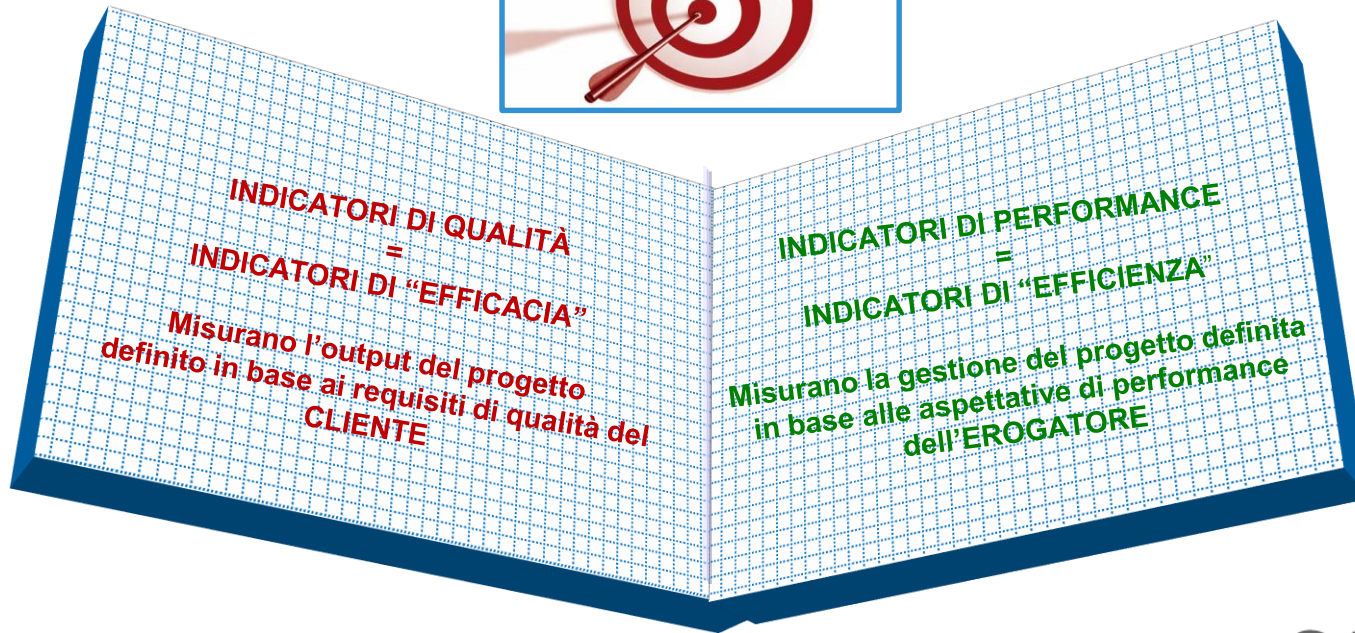 INDICATORI DI QUALITÀ
=
INDICATORI DI “EFFICACIA”
Misurano l’output del progetto
definito in base ai requisiti di qualità del
CLIENTE
INDICATORI DI PERFORMANCE
=
INDICATORI DI “EFFICIENZA”
Misurano la gestione del progetto definita
in base alle aspettative di performance
dell’EROGATORE